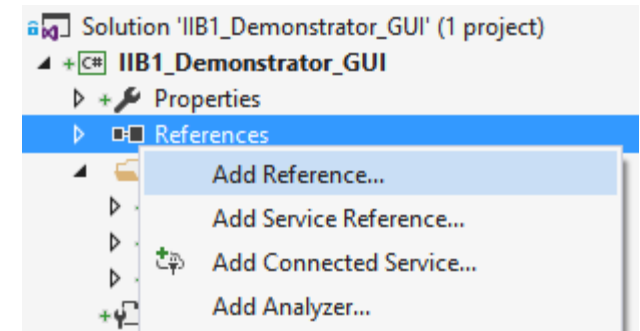 Solution 'IIB1_Demonstrator_GUI' (1 project)
C# IIB1_Demonstrator_GUI
Properties
References
Add Reference...
Add Service Reference...
Add Connected Service...
Add Analyzer...